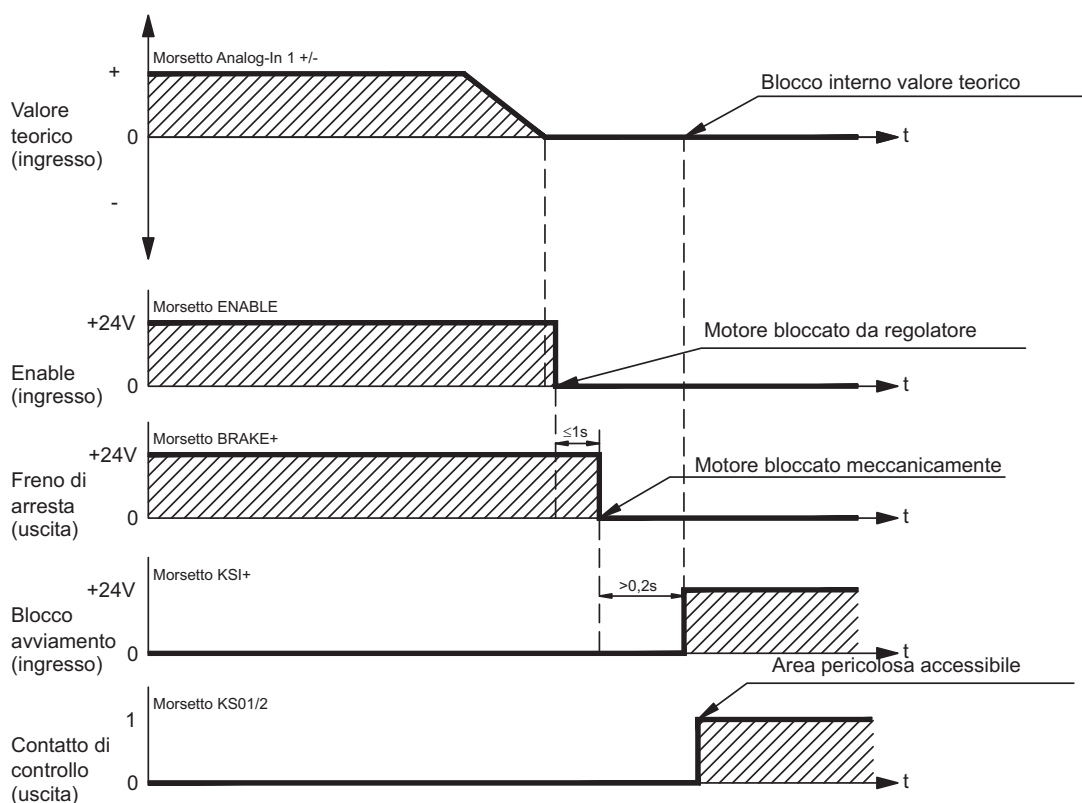 Morsetto Analog-In 1 +/-
+
Valore
teorico
(ingresso)
0
-
t
Blocco interno valore teorico
Morsetto ENABLE
+24V
Enable
(ingresso)
0
t
Motore bloccato da regolatore
≤1s
Morsetto BRAKE+
+24V
Freno di
arresta
(uscita)
0
t
Motore bloccato meccanicamente
Morsetto KSI+
+24V
>0,2s
Blocco
avviamento
(ingresso)
0
t
Area pericolosa accessibile
Morsetto KS01/2
1
Contatto di
controllo
(uscita)
0
t